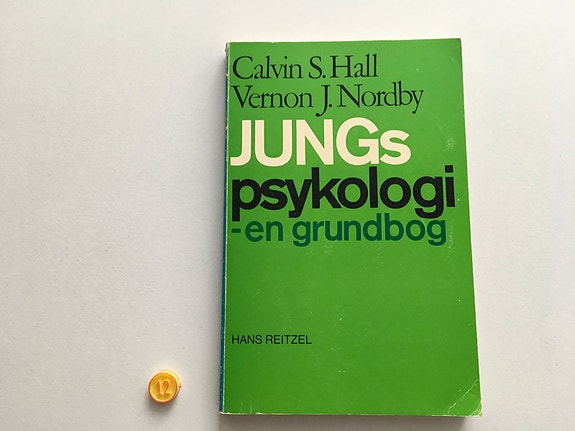 Calvin S. Hall
Vernon J. Nordby
JUNGs
psykologi
- en grundbog
HANS REITZEL
12